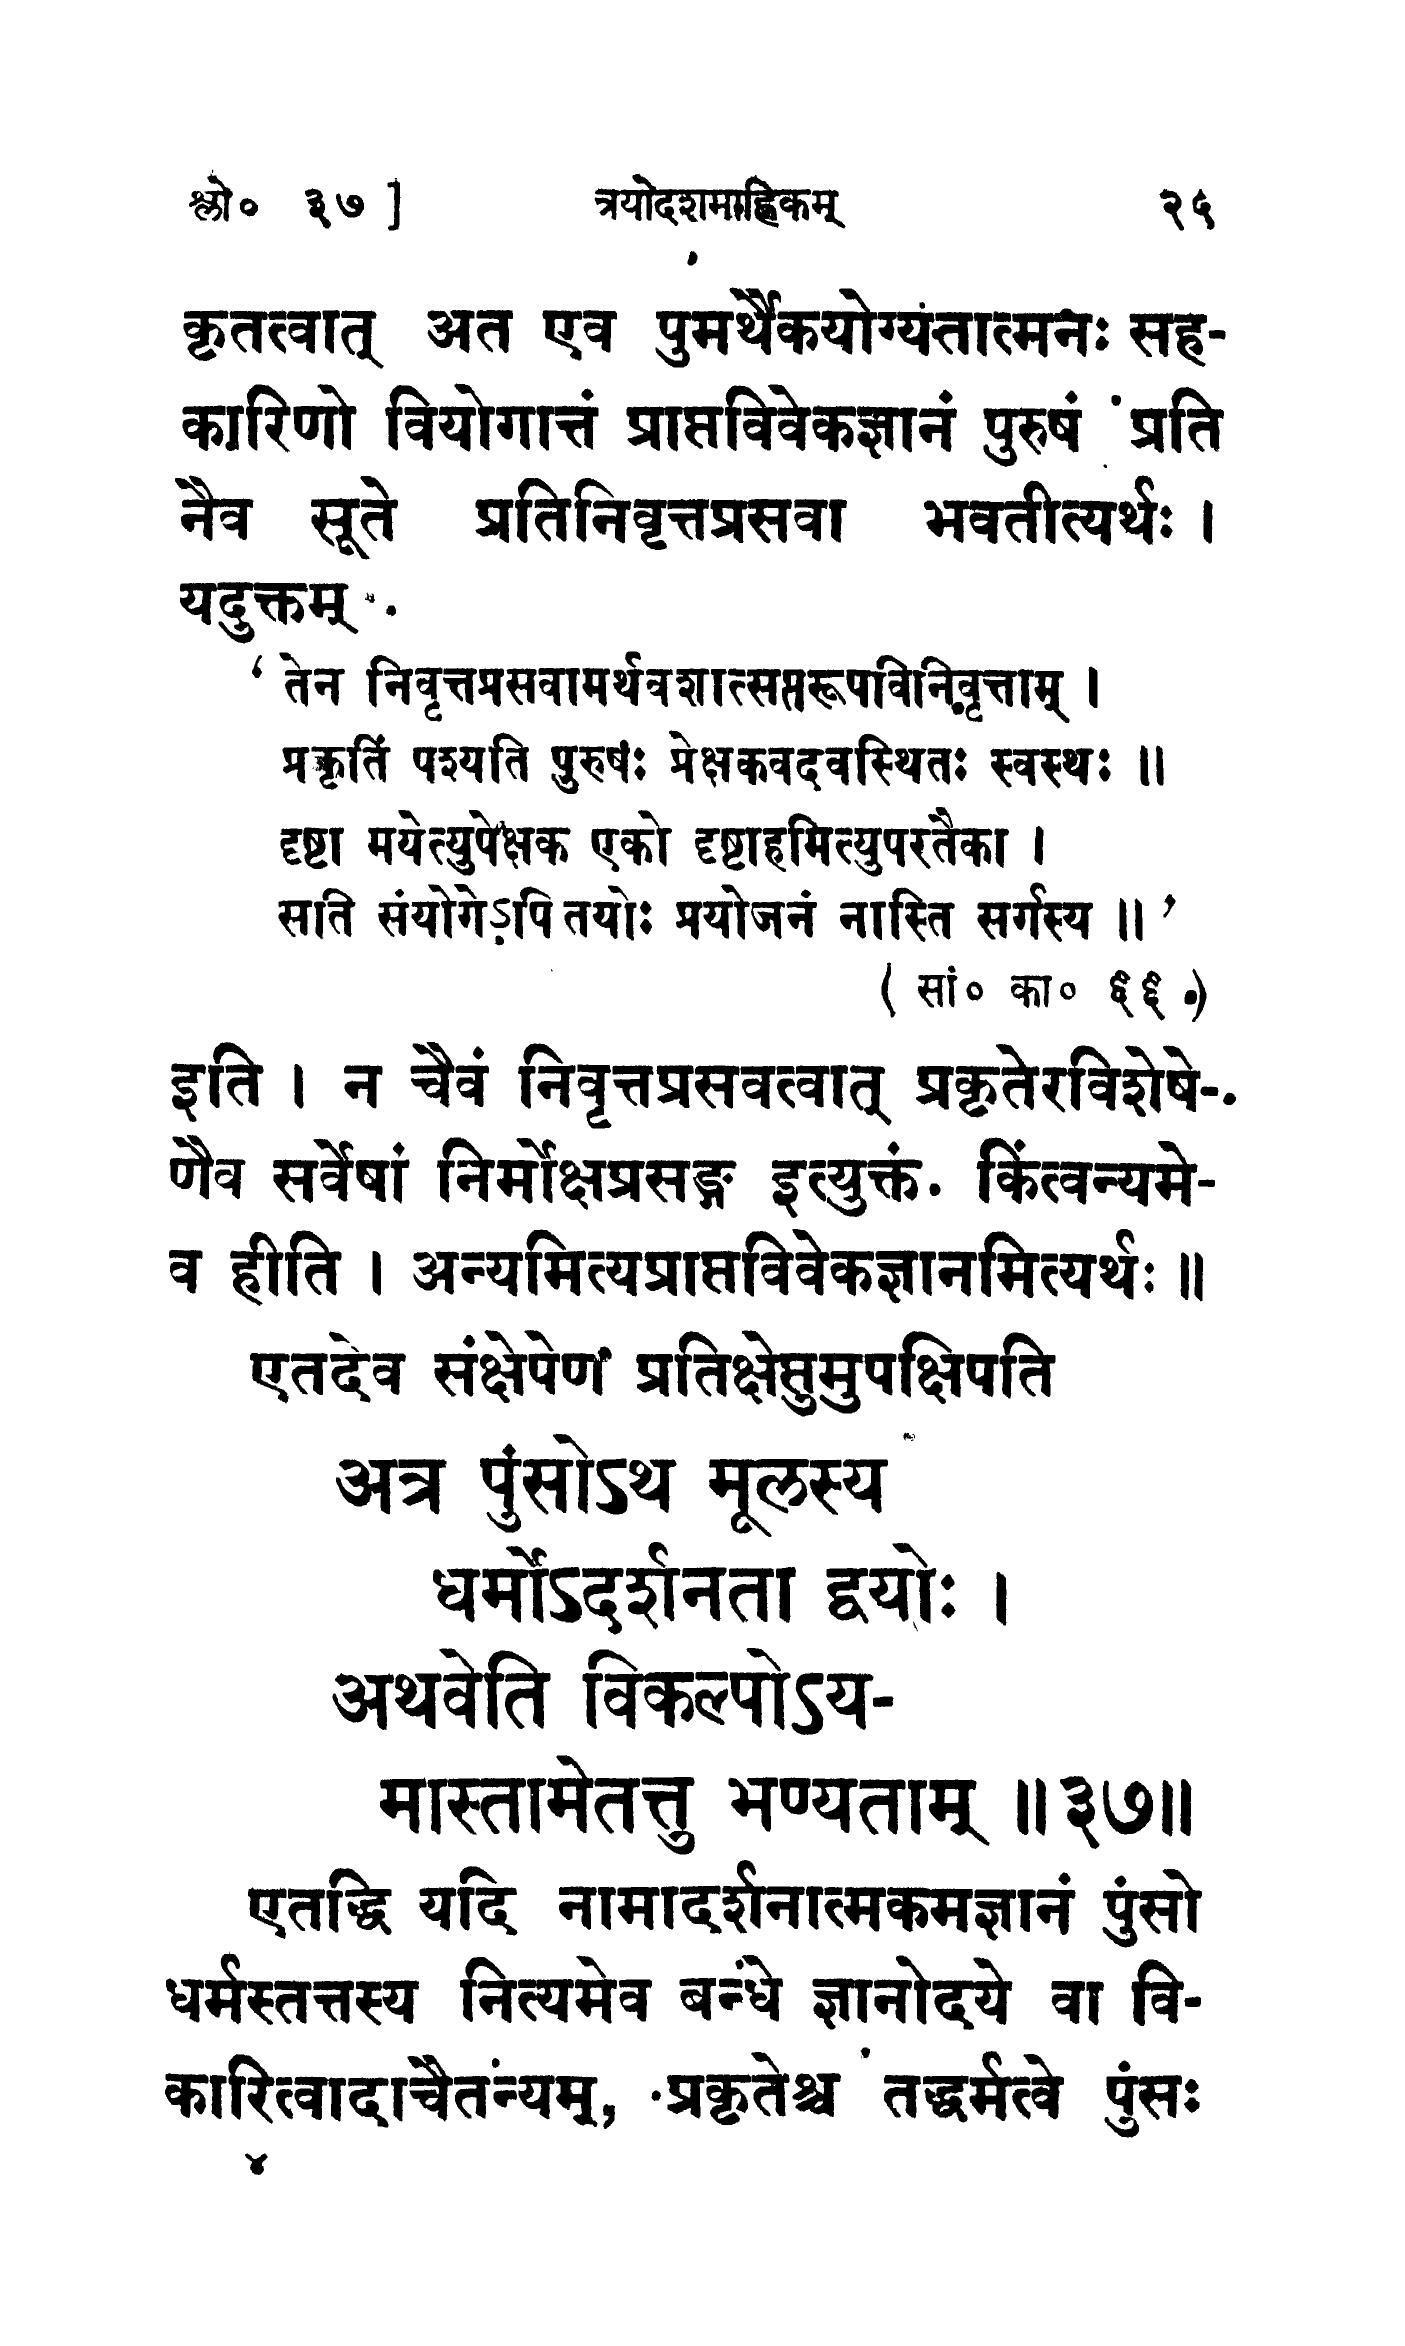 श्लो० ३७ ] त्रयोदशमाह्निकम् २५
कृतत्वात् अत एव पुमर्थैकयोग्यतात्मनः सह-
कारिणो वियोगात्तं प्राप्तविवेकज्ञानं पुरुषं प्रति
नैव सूते प्रतिनिवृत्तप्रसवा भवतीत्यर्थः ।
यदुक्तम्
‘ तेन निवृत्तप्रसवामर्थवशात्सप्तरूपविनिवृत्ताम् ।
प्रकृतिं पश्यति पुरुषः प्रेक्षकवदवस्थितः स्वस्थः ॥
दृष्टा मयेत्युपेक्षक एको दृष्टाहमित्युपरतैका ।
सति संयोगेऽपि तयोः प्रयोजनं नास्ति सर्गस्य ॥ ’
( सां० का० ६६ )
इति । न चैवं निवृत्तप्रसवत्वात् प्रकृतेरविशेषे-
णैव सर्वेषां निर्मोक्षप्रसङ्ग इत्युक्तं. किंत्वन्यमे-
व हीति । अन्यमित्यप्राप्तविवेकज्ञानमित्यर्थः ॥
एतदेव संक्षेपेण प्रतिक्षेप्तुमुपक्षिपति
अत्र पुंसोऽथ मूलस्य
धर्मोऽदर्शनता द्वयोः ।
अथवेति विकल्पोऽय-
मास्तामेतत्तु भण्यताम् ॥३७॥
एतद्धि यदि नामादर्शनात्मकमज्ञानं पुंसो
धर्मस्तत्तस्य नित्यमेव बन्धे ज्ञानोदये वा वि-
कारित्वादाचैतन्यम्, प्रकृतेश्च तद्धर्मत्वे पुंसः
४